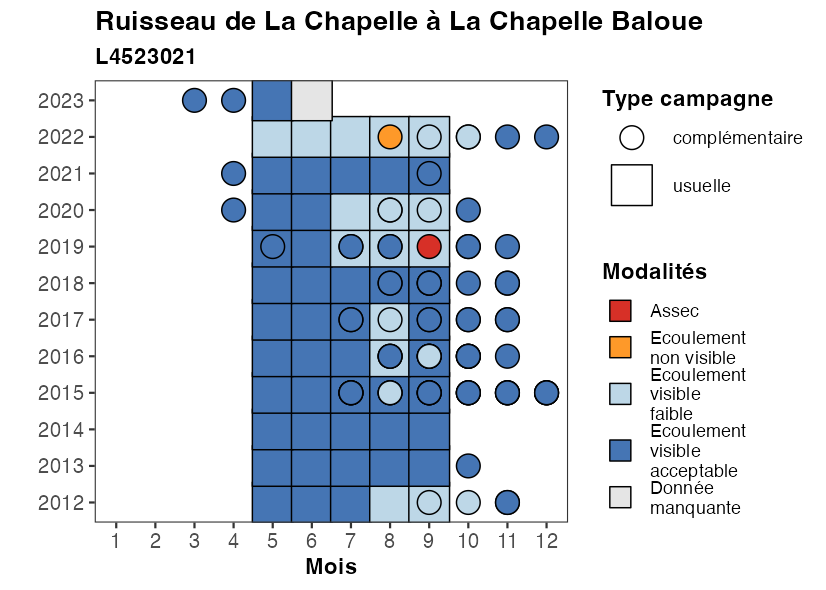 Ruisseau de La Chapelle à La Chapelle Baloue
L4523021
2023
2022
2021
2020
2019
2018
2017
2016
2015
2014
2013
2012
1 2 3 4 5 6 7 8 9 10 11 12
Mois
Type campagne
complémentaire
usuelle
Modalités
Assec
Ecoulement
non visible
Ecoulement
visible
faible
Ecoulement
visible
acceptable
Donnée
manquante